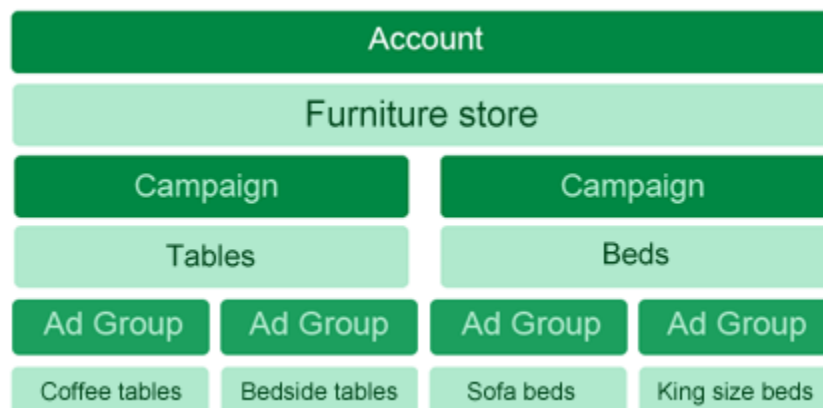 Account
Furniture store
Campaign Campaign
Tables Beds
Ad Group Ad Group Ad Group Ad Group
Coffee tables Bedside tables Sofa beds King size beds